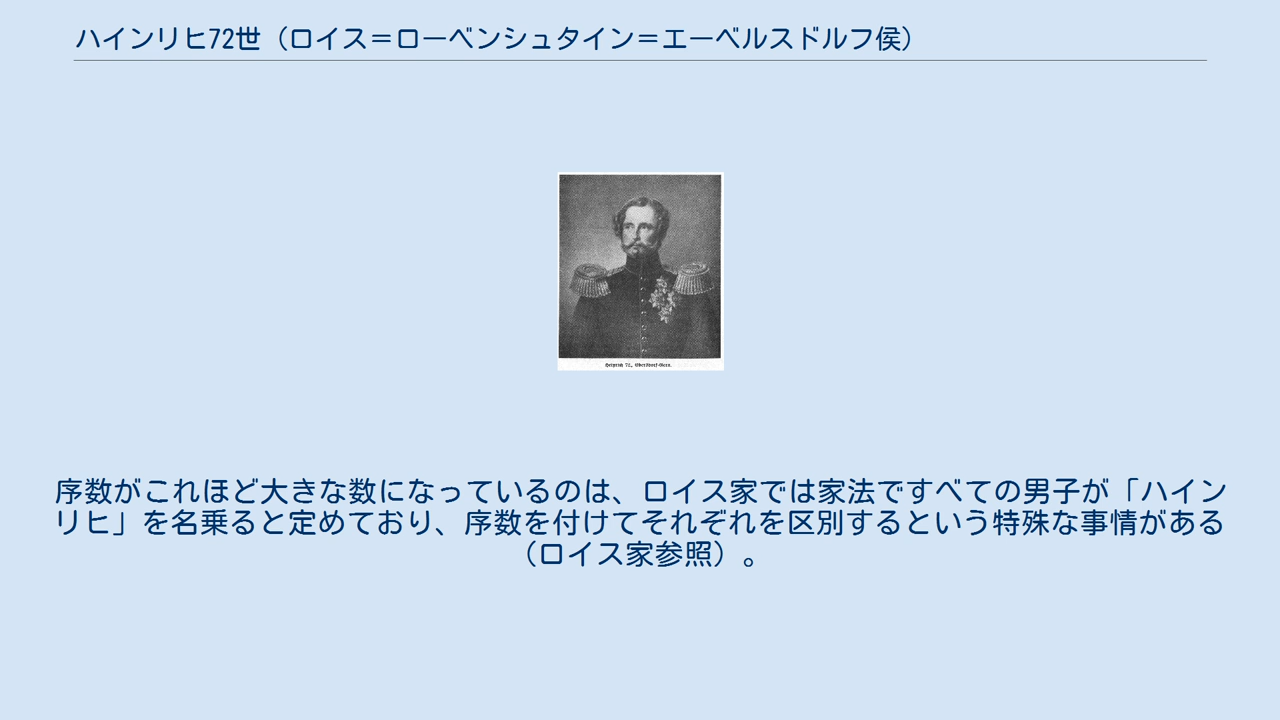 ハインリヒ72世（ロイス＝ローベンシュタイン＝エーベルスドルフ侯）
Heinrich 72., Ebersdorf-Gera.
序数がこれほど大きな数になっているのは、ロイス家では家法ですべての男子が「ハイン
リヒ」を名乗ると定めており、序数を付けてそれぞれを区別するという特殊な事情がある
（ロイス家参照）。